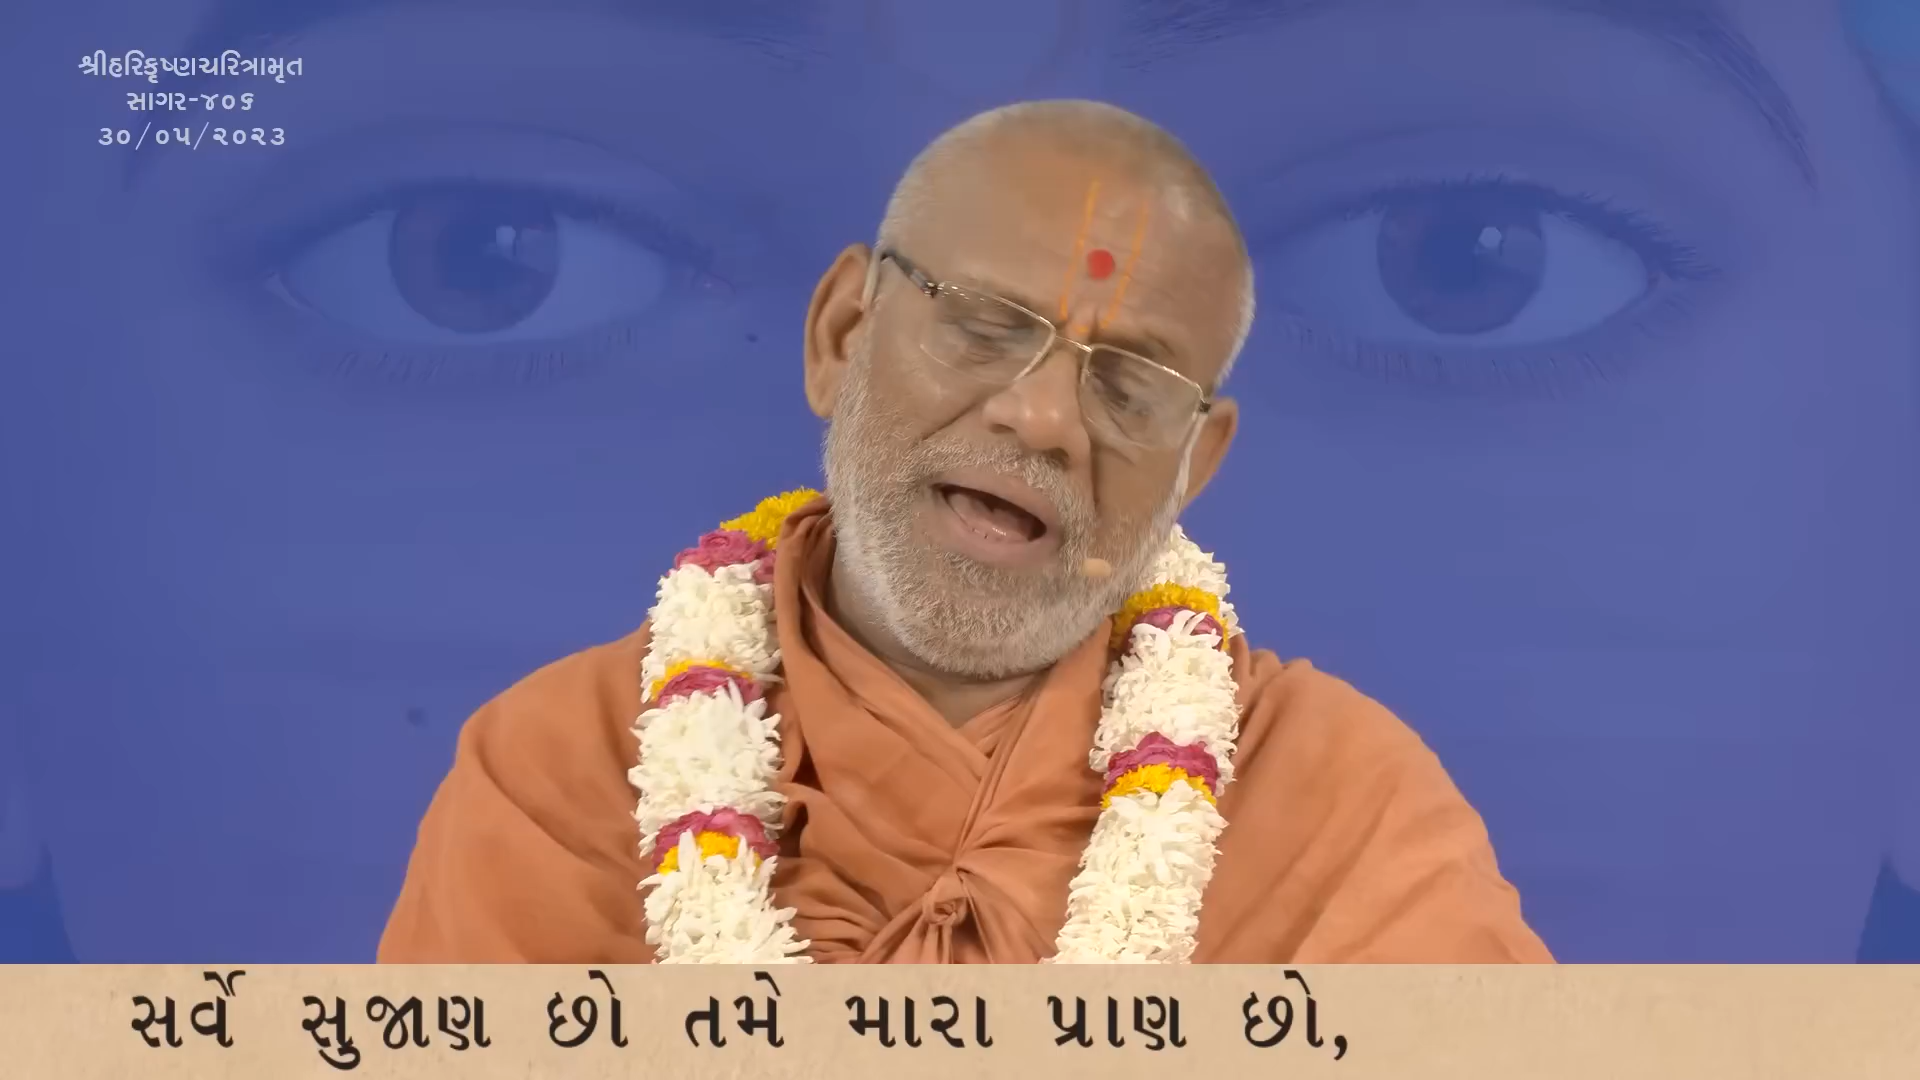 શ્રીહરિકૃષ્ણચરિત્રામૃત
સાગર-૪૦૬
૩૦/૦૫/૨૦૨૩
સર્વે સુજાણ છો તમે મારા પ્રાણ છો,